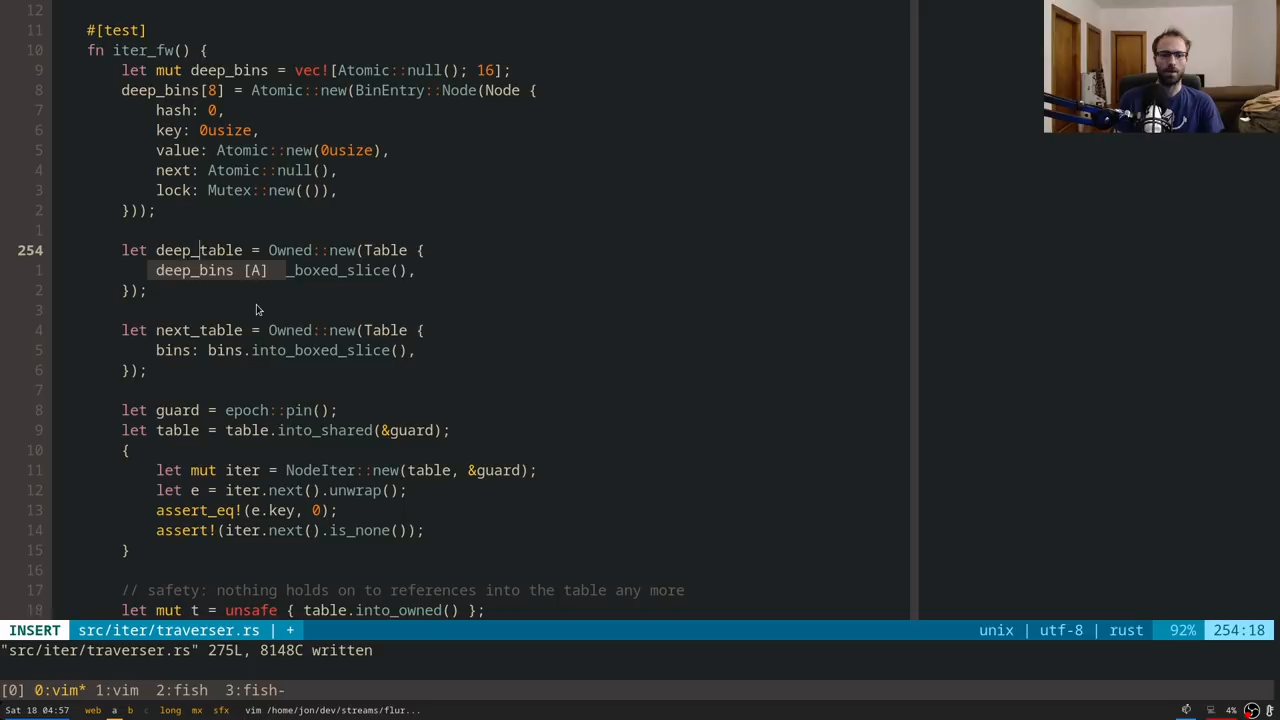 12
11 #[test]
10 fn iter_fw() {
9 let mut deep_bins = vec![Atomic::null(); 16];
8 deep_bins[8] = Atomic::new(BinEntry::Node(Node {
7 hash: 0,
6 key: 0usize,
5 value: Atomic::new(0usize),
4 next: Atomic::null(),
3 lock: Mutex::new(()),
2 }));
1
254 let deep_table = Owned::new(Table {
1 deep_bins [A] _boxed_slice(),
2 });
3
4 let next_table = Owned::new(Table {
5 bins: bins.into_boxed_slice(),
6 });
7
8 let guard = epoch::pin();
9 let table = table.into_shared(&guard);
10 {
11 let mut iter = NodeIter::new(table, &guard);
12 let e = iter.next().unwrap();
13 assert_eq!(e.key, 0);
14 assert!(iter.next().is_none());
15 }
16
17 // safety: nothing holds on to references into the table any more
18 let mut t = unsafe { table.into_owned() };
INSERT src/iter/traverser.rs | + unix | utf-8 | rust 92% 254:18
"src/iter/traverser.rs" 275L, 8148C written
[0] 0:vim* 1:vim 2:fish 3:fish-
Sat 18 04:57 web a b long mx sfx vim /home/jon/dev/streams/flur... 4%